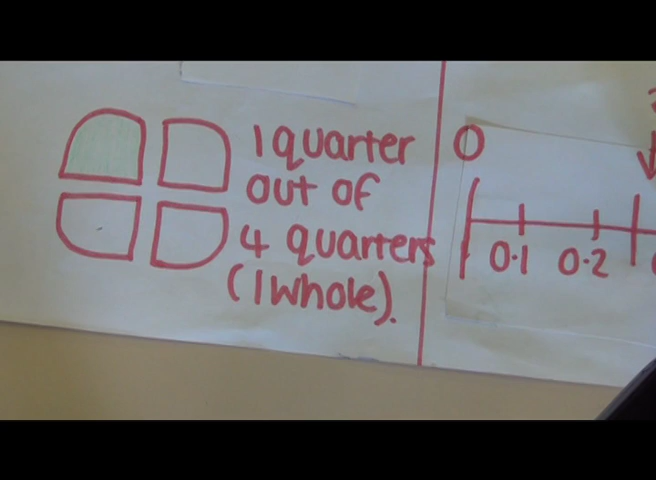 1 quarter
out of
4 quarters
(1 whole).
0
0.1 0.2